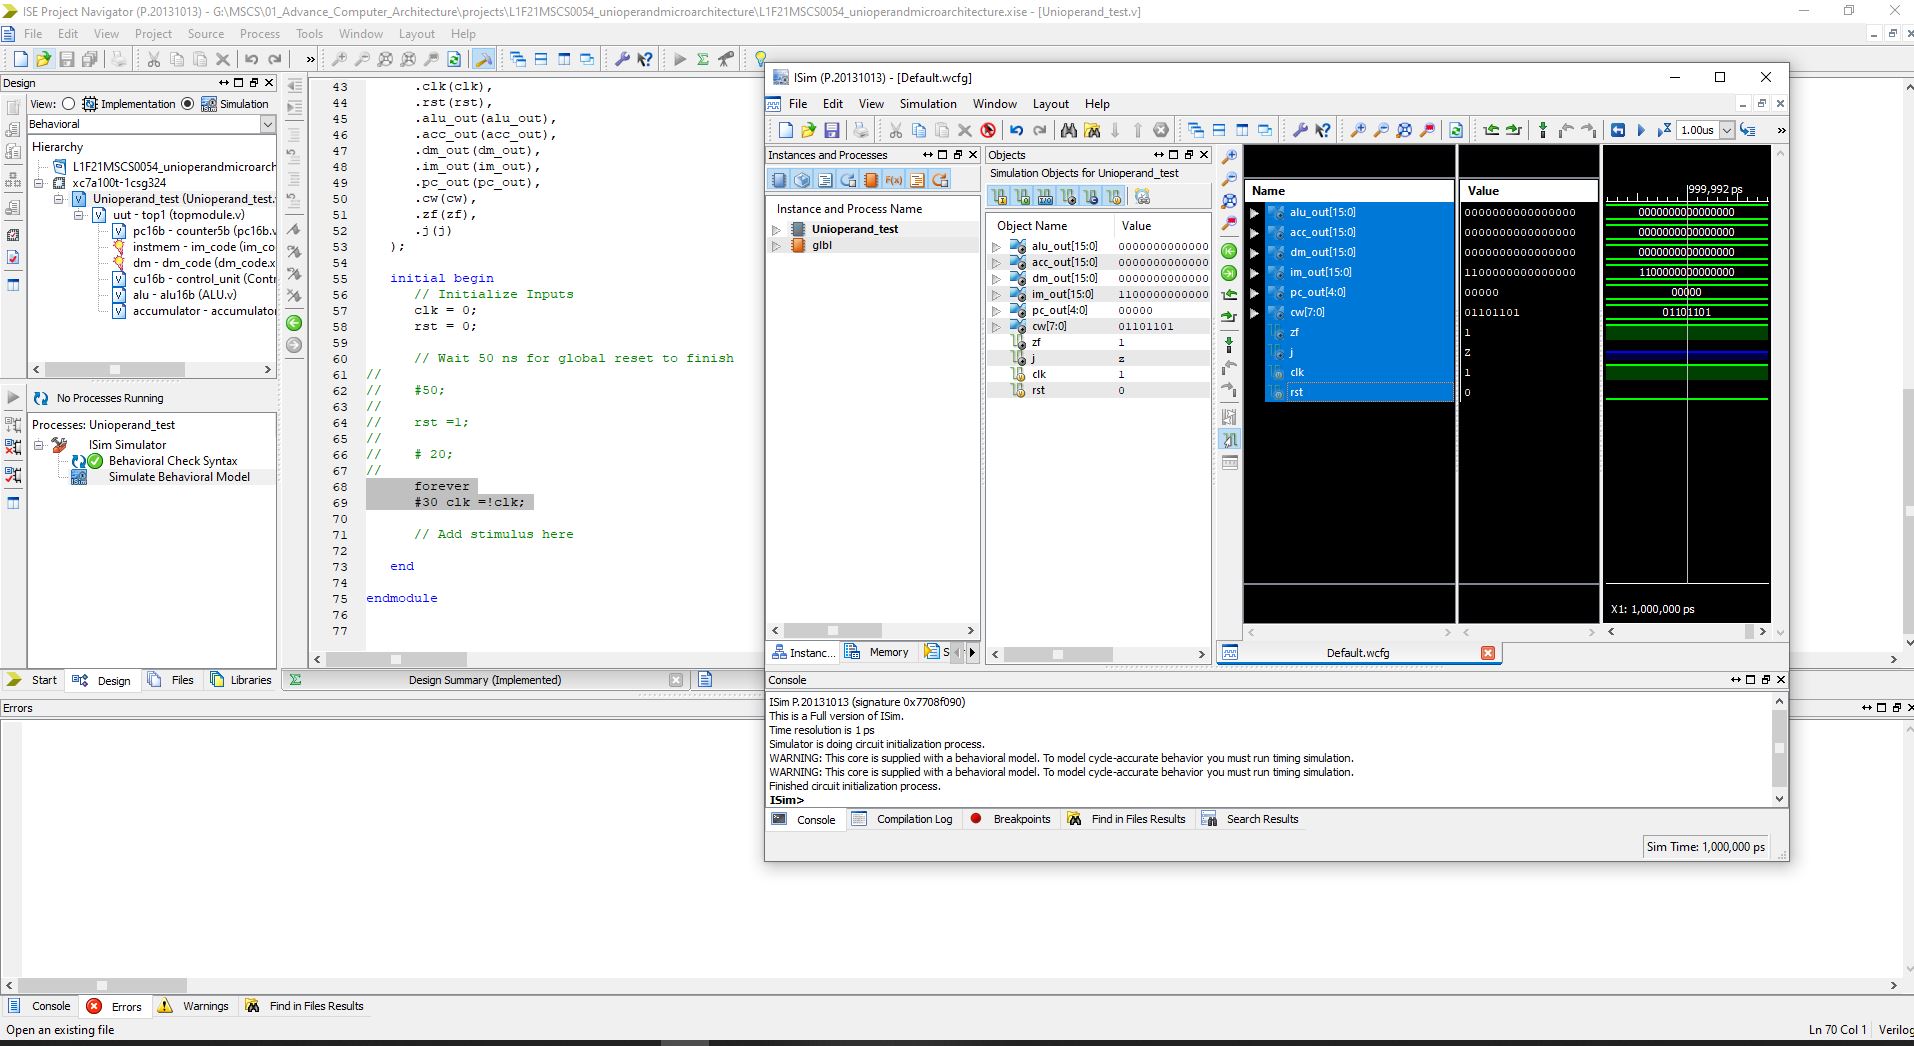 ISE Project Navigator (P.20131013) - G:\MSCS\01_Advance_Computer_Architecture\projects\L1F21MSCS0054_unioperandmicroarchitecture\L1F21MSCS0054_unioperandmicroarchitecture.xise - [Unioperand_test.v]
File Edit View Project Source Process Tools Window Layout Help
Design
View: Implementation Simulation
Behavioral
Hierarchy
L1F21MSCS0054_unioperandmicroarch
xc7a100t-1csg324
Unioperand_test (Unioperand_test.
uut - top1 (topmodule.v)
pc16b - counter5b (pc16b.v
instmem - im_code (im_co
dm - dm_code (dm_code.x
cu16b - control_unit (Contr
alu - alu16b (ALU.v)
accumulator - accumulator
No Processes Running
Processes: Unioperand_test
ISim Simulator
Behavioral Check Syntax
Simulate Behavioral Model
Start Design Files Libraries
43 .clk(clk),
44 .rst(rst),
45 .alu_out(alu_out),
46 .acc_out(acc_out),
47 .dm_out(dm_out),
48 .im_out(im_out),
49 .pc_out(pc_out),
50 .cw(cw),
51 .zf(zf),
52 .j(j)
53 );
54
55 initial begin
56 // Initialize Inputs
57 clk = 0;
58 rst = 0;
59
60 // Wait 50 ns for global reset to finish
61 //
62 // #50;
63 //
64 // rst =1;
65 //
66 // # 20;
67 //
68 forever
69 #30 clk =!clk;
70
71 // Add stimulus here
72
73 end
74
75 endmodule
76
77
Design Summary (Implemented)
ISim (P.20131013) - [Default.wcfg]
File Edit View Simulation Window Layout Help
1.00us
Instances and Processes
Instance and Process Name
Unioperand_test
glbl
Instanc... Memory S
Objects
Simulation Objects for Unioperand_test
Object Name Value
alu_out[15:0] 0000000000000
acc_out[15:0] 0000000000000
dm_out[15:0] 0000000000000
im_out[15:0] 1100000000000
pc_out[4:0] 00000
cw[7:0] 01101101
zf 1
j z
clk 1
rst 0
Name Value 999,992 ps
alu_out[15:0] 0000000000000000 0000000000000000
acc_out[15:0] 0000000000000000 0000000000000000
dm_out[15:0] 0000000000000000 0000000000000000
im_out[15:0] 1100000000000000 1100000000000000
pc_out[4:0] 00000 00000
cw[7:0] 01101101 01101101
zf 1
j z
clk 1
rst 0
X1: 1,000,000 ps
Default.wcfg
Console
ISim P.20131013 (signature 0x7708f090)
This is a Full version of ISim.
Time resolution is 1 ps
Simulator is doing circuit initialization process.
WARNING: This core is supplied with a behavioral model. To model cycle-accurate behavior you must run timing simulation.
WARNING: This core is supplied with a behavioral model. To model cycle-accurate behavior you must run timing simulation.
Finished circuit initialization process.
ISim>
Console Compilation Log Breakpoints Find in Files Results Search Results
Sim Time: 1,000,000 ps
Errors
Console Errors Warnings Find in Files Results
Open an existing file
Ln 70 Col 1 Verilog